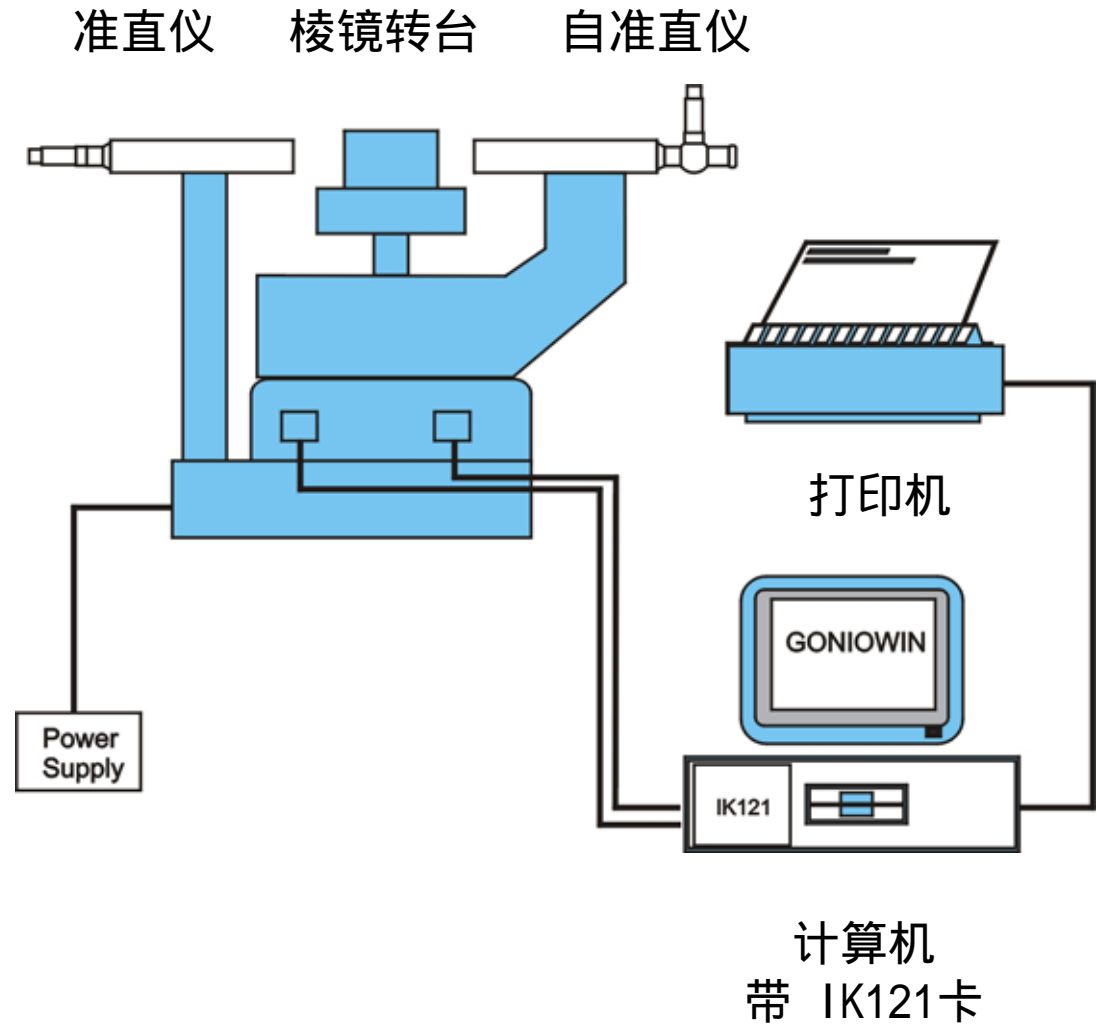 准直仪 棱镜转台 自准直仪
打印机
GONIOWIN
Power
Supply
IK121
计算机
带 IK121卡